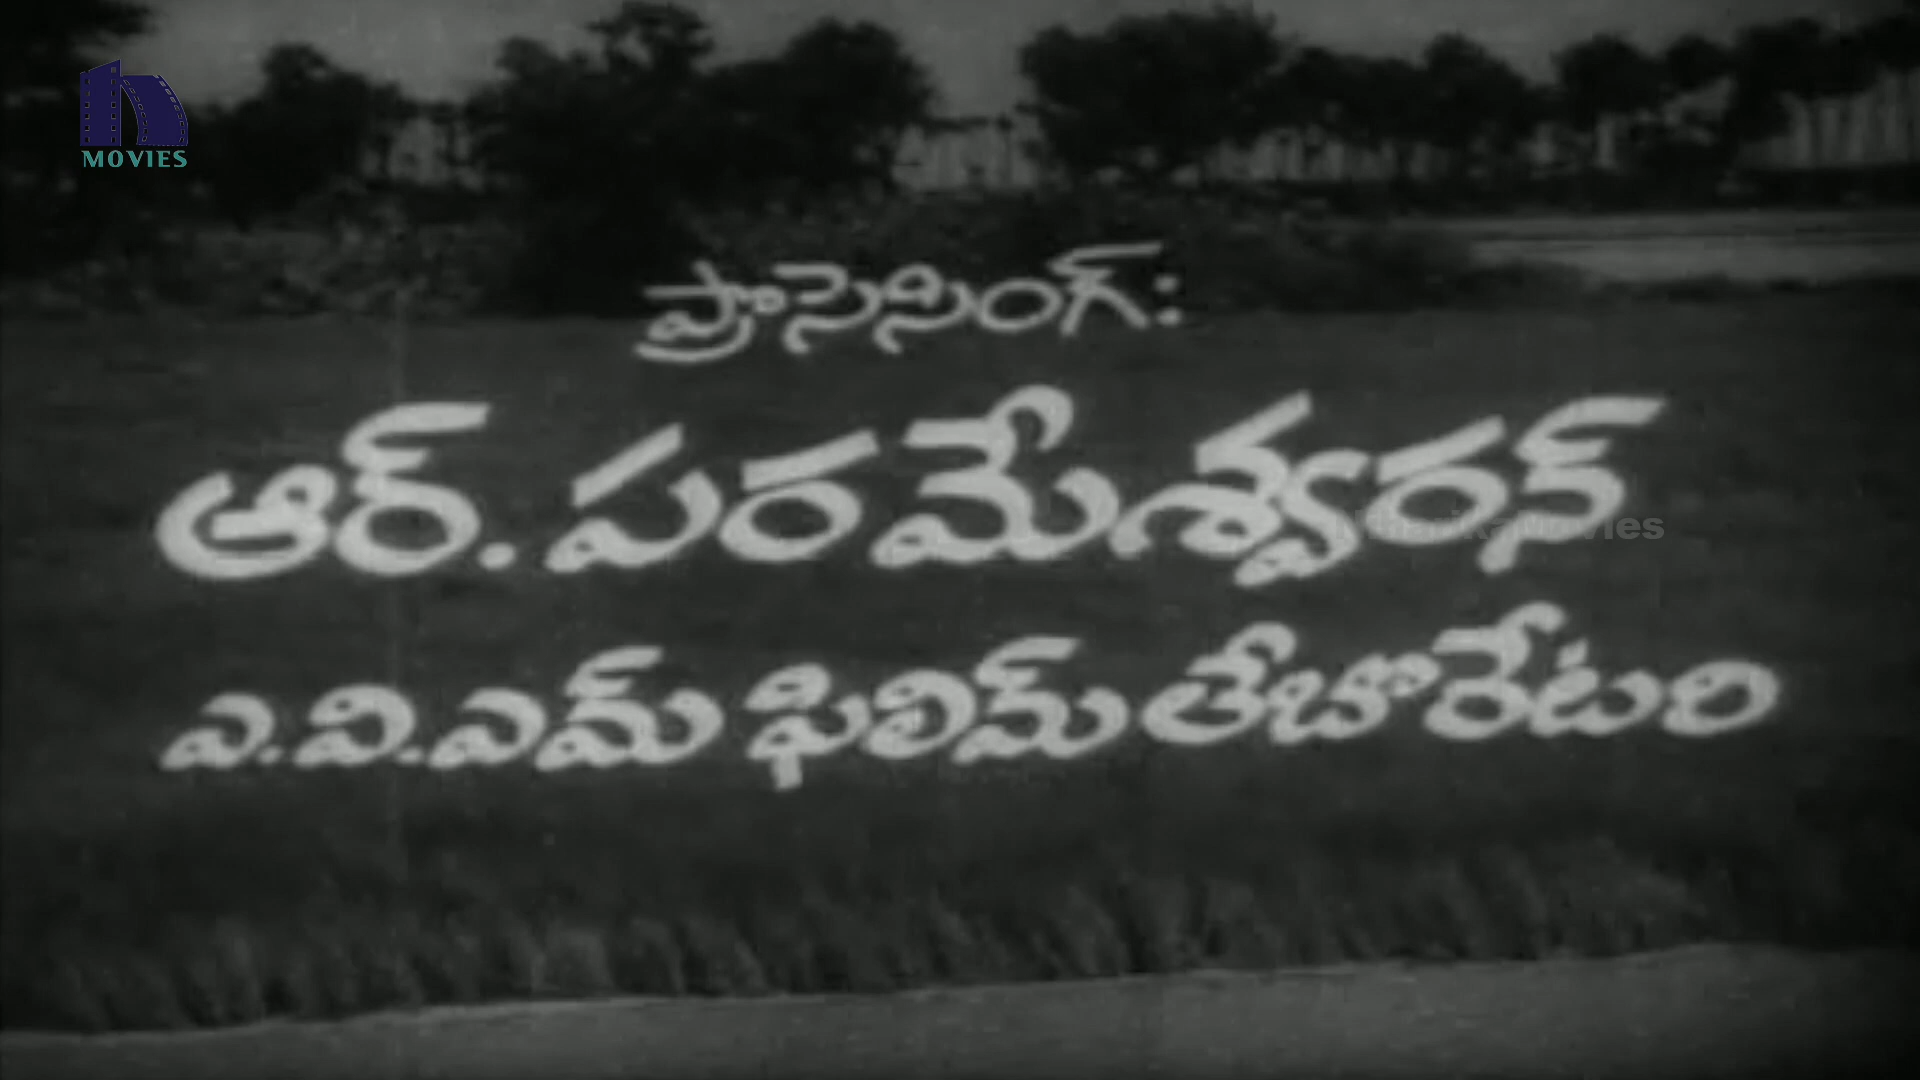 MOVIES
ప్రొసెసింగ్:
ఆర్. పరమేశ్వరన్
ఎ.వి.ఎమ్ ఫిలిమ్ లేబొరేటరి